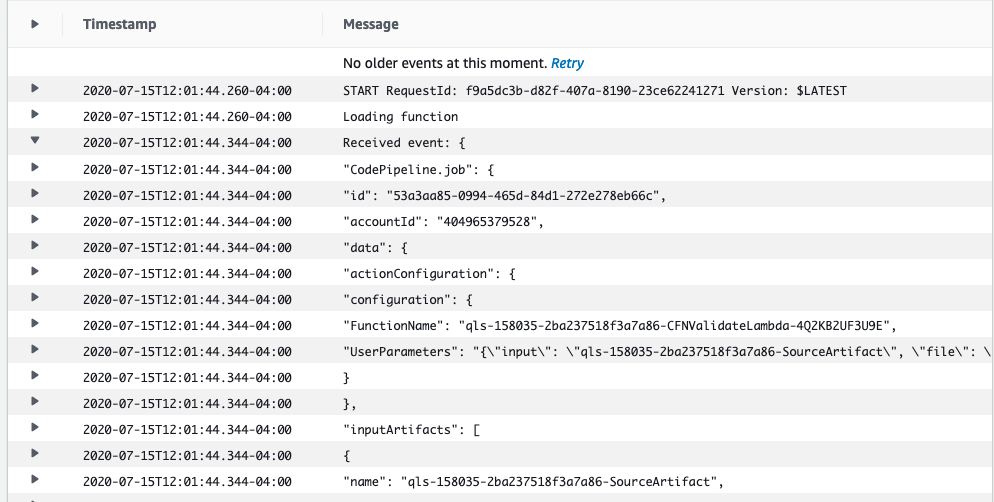 Timestamp Message
No older events at this moment. Retry
2020-07-15T12:01:44.260-04:00 START RequestId: f9a5dc3b-d82f-407a-8190-23ce62241271 Version: $LATEST
2020-07-15T12:01:44.260-04:00 Loading function
2020-07-15T12:01:44.344-04:00 Received event: {
2020-07-15T12:01:44.344-04:00 "CodePipeline.job": {
2020-07-15T12:01:44.344-04:00 "id": "53a3aa85-0994-465d-84d1-272e278eb66c",
2020-07-15T12:01:44.344-04:00 "accountId": "404965379528",
2020-07-15T12:01:44.344-04:00 "data": {
2020-07-15T12:01:44.344-04:00 "actionConfiguration": {
2020-07-15T12:01:44.344-04:00 "configuration": {
2020-07-15T12:01:44.344-04:00 "FunctionName": "qls-158035-2ba237518f3a7a86-CFNValidateLambda-4Q2KB2UF3U9E",
2020-07-15T12:01:44.344-04:00 "UserParameters": "{\"input\": \"qls-158035-2ba237518f3a7a86-SourceArtifact\", \"file\": \
2020-07-15T12:01:44.344-04:00 }
2020-07-15T12:01:44.344-04:00 },
2020-07-15T12:01:44.344-04:00 "inputArtifacts": [
2020-07-15T12:01:44.344-04:00 {
2020-07-15T12:01:44.344-04:00 "name": "qls-158035-2ba237518f3a7a86-SourceArtifact",